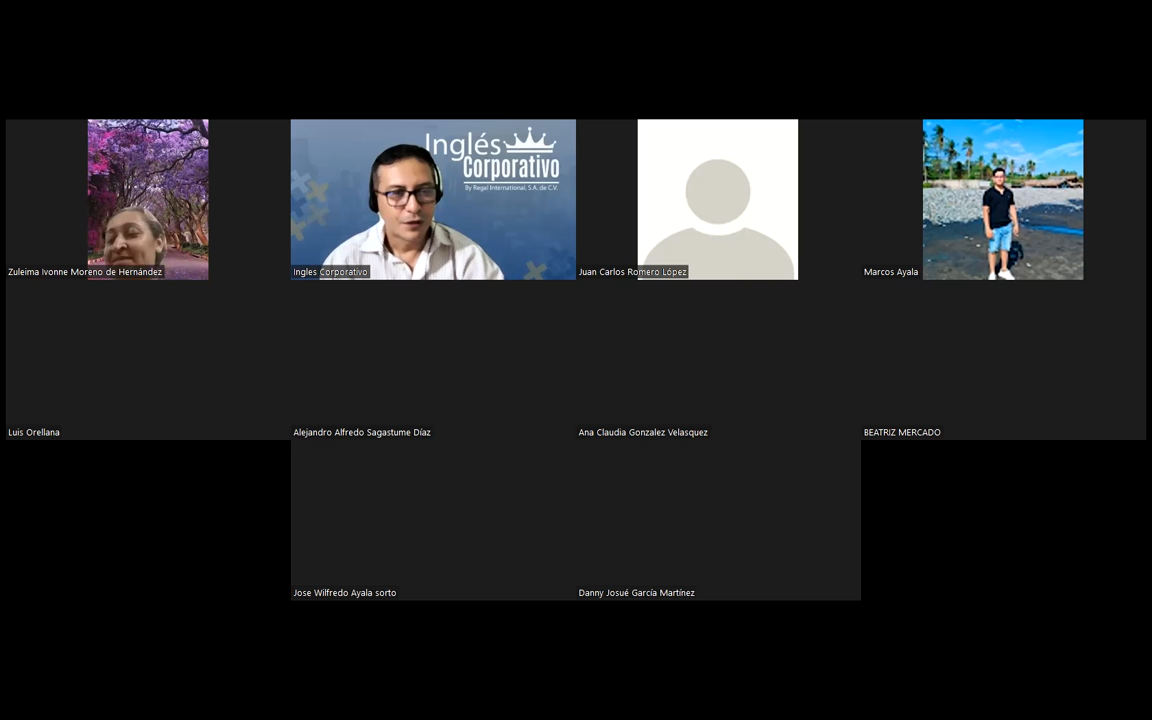 Inglés
Corporativo
By Regal International, S.A. de C.V.
Zuleima Ivonne Moreno de Hernández
Ingles Corporativo
Juan Carlos Romero López
Marcos Ayala
Luis Orellana
Alejandro Alfredo Sagastume Díaz
Ana Claudia Gonzalez Velasquez
BEATRIZ MERCADO
Jose Wilfredo Ayala sorto
Danny Josué García Martínez